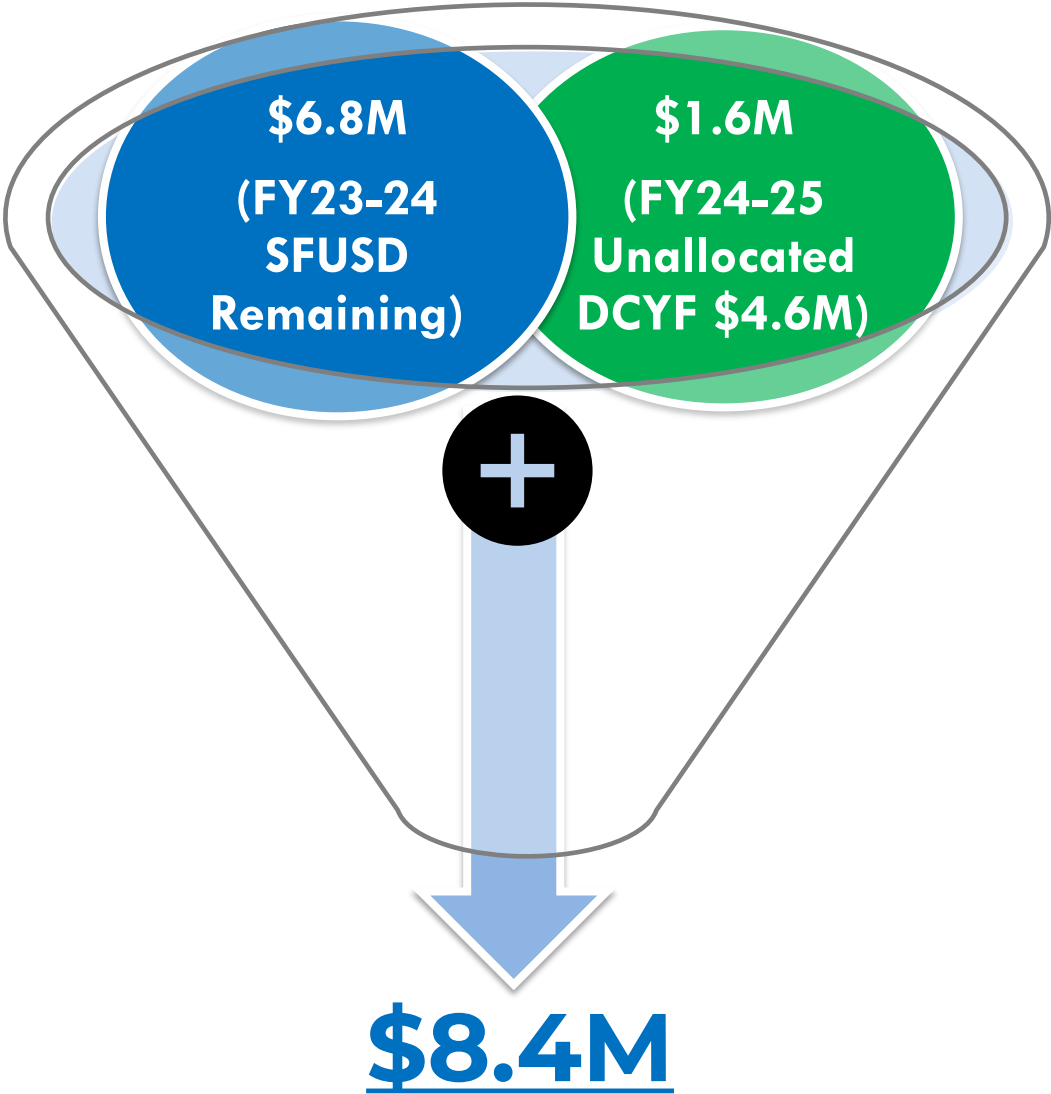 $6.8M
(FY23-24
SFUSD
Remaining)
$1.6M
(FY24-25
Unallocated
DCYF $4.6M)
+
$8.4M